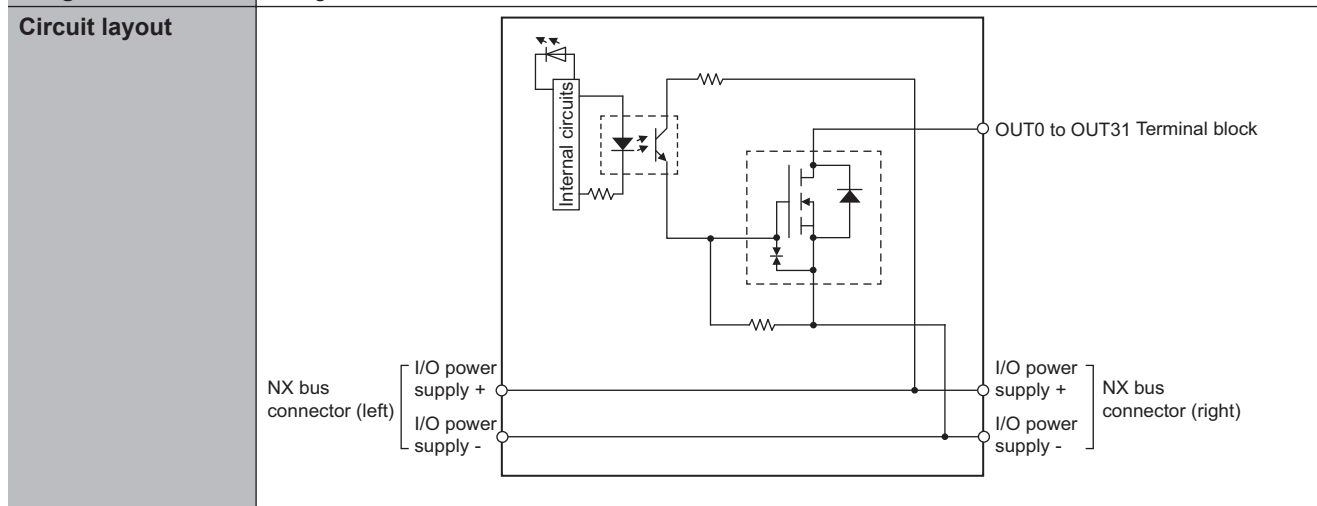 Circuit layout
Internal circuits
OUT0 to OUT31 Terminal block
NX bus
connector (left)
I/O power
supply +
I/O power
supply -
I/O power
supply +
I/O power
supply -
NX bus
connector (right)